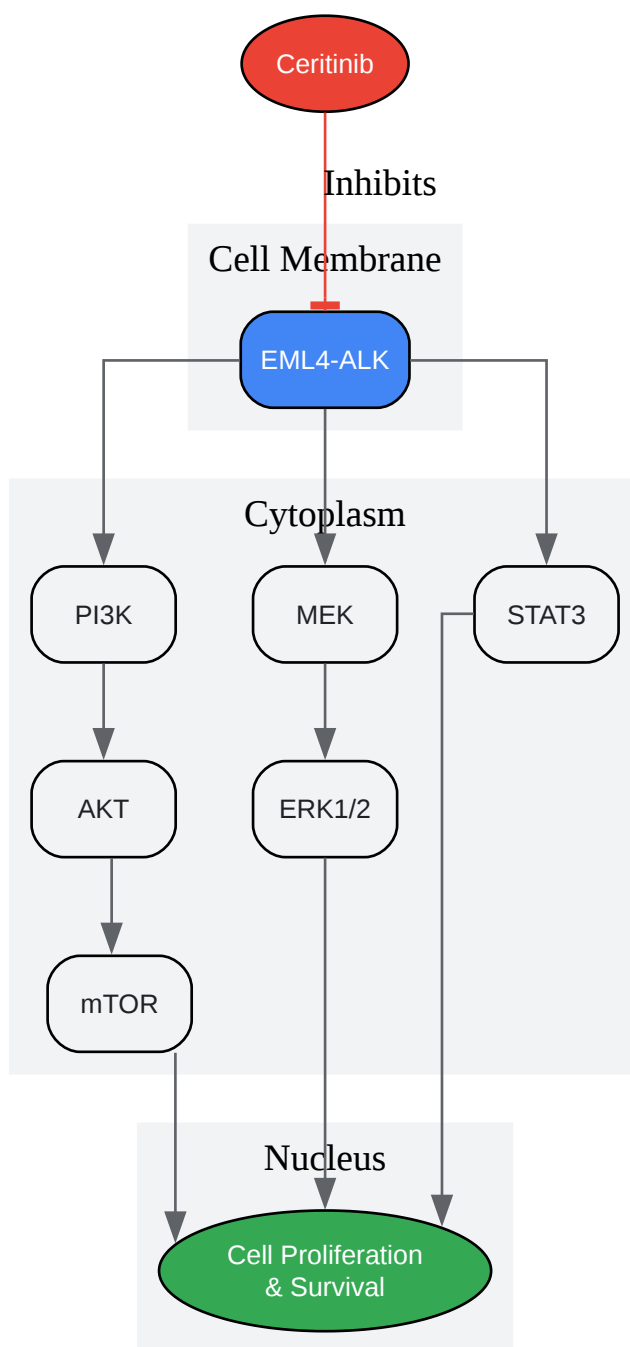 Ceritinib
Inhibits
Cell Membrane
EML4-ALK
Cytoplasm
PI3K
MEK
STAT3
AKT
ERK1/2
mTOR
Nucleus
Cell Proliferation
& Survival